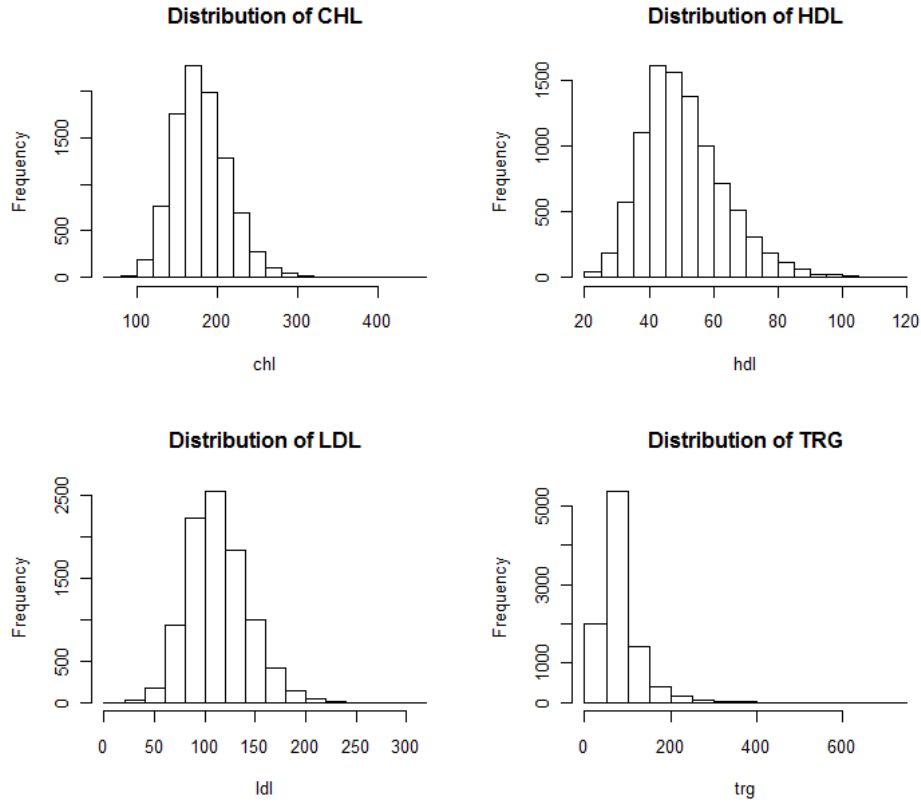 Distribution of CHL
Frequency
0
500
1500
100 200 300 400
chl
Distribution of HDL
Frequency
0
500
1000
1500
20 40 60 80 100 120
hdl
Distribution of LDL
Frequency
0
500
1500
2500
0 50 100 150 200 250 300
ldl
Distribution of TRG
Frequency
0
1000
3000
5000
0 200 400 600
trg